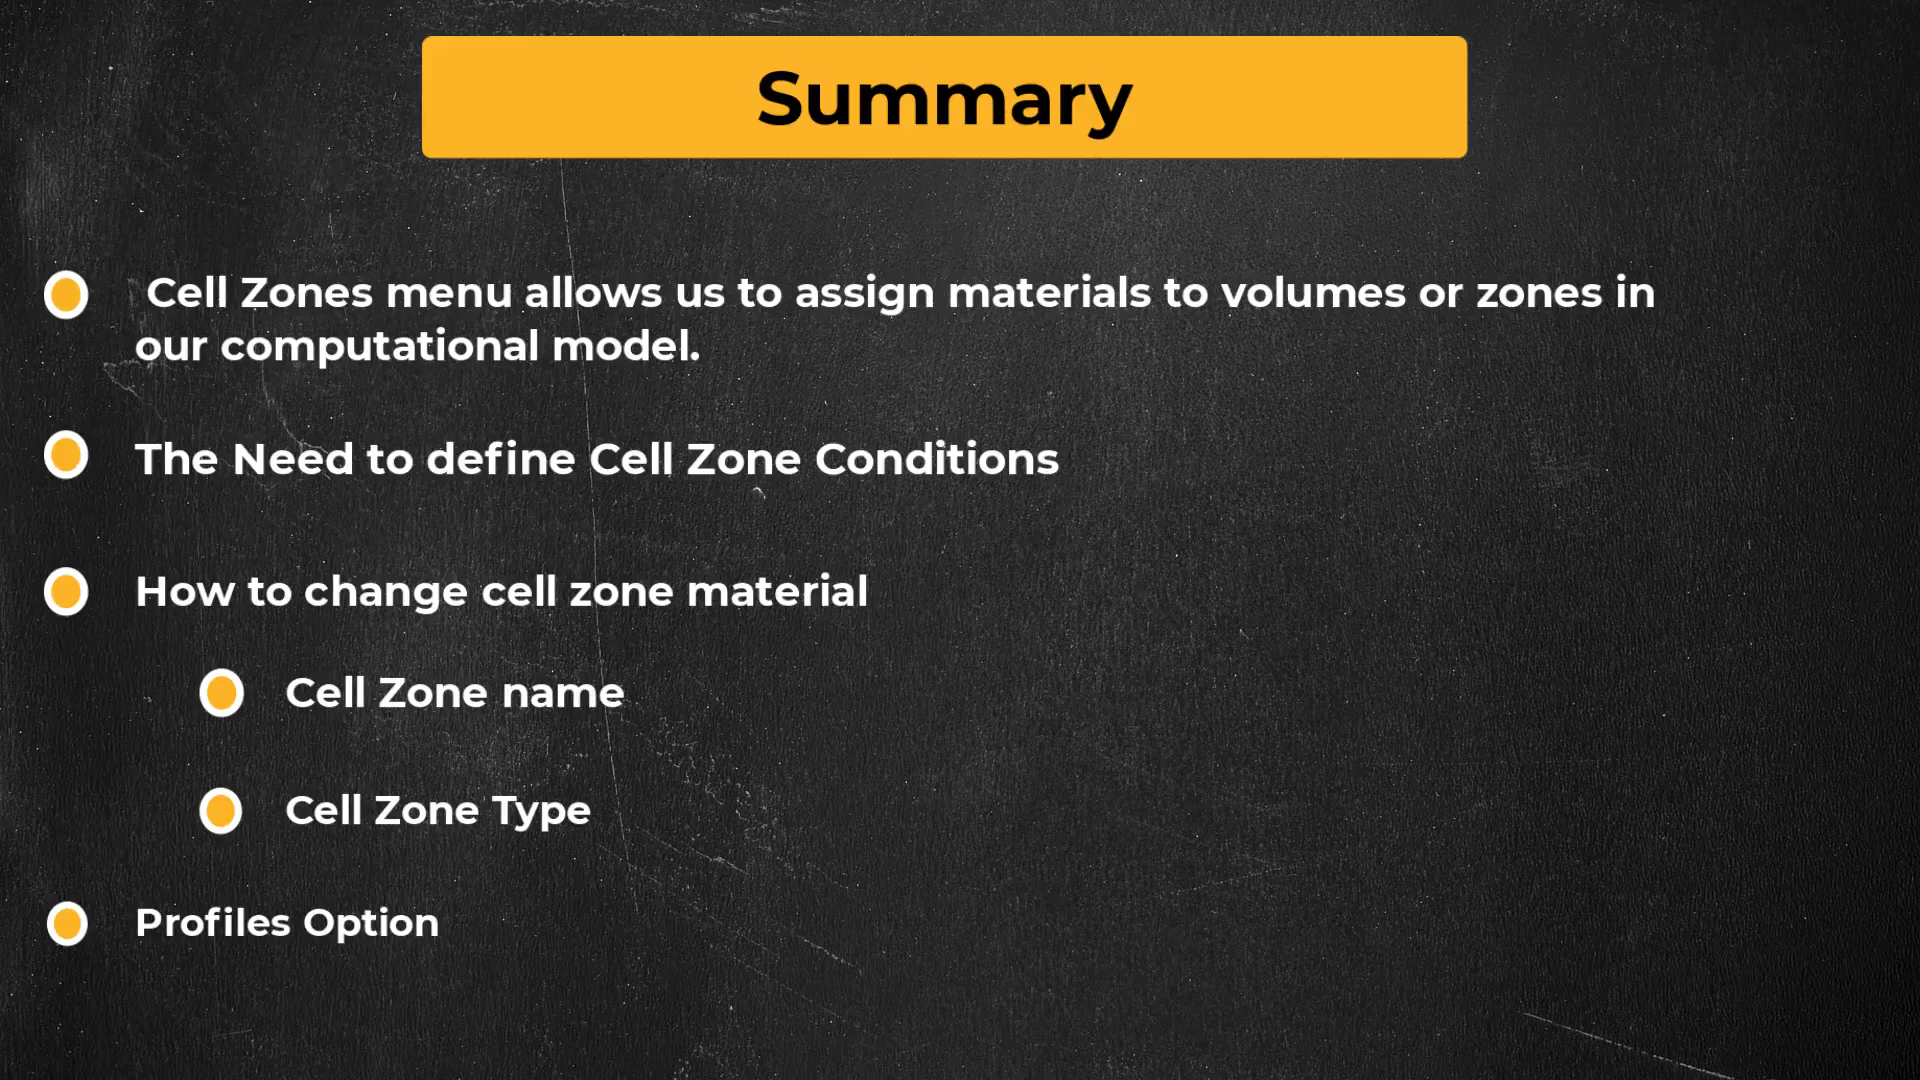 Summary
Cell Zones menu allows us to assign materials to volumes or zones in
our computational model.
The Need to define Cell Zone Conditions
How to change cell zone material
Cell Zone name
Cell Zone Type
Profiles Option